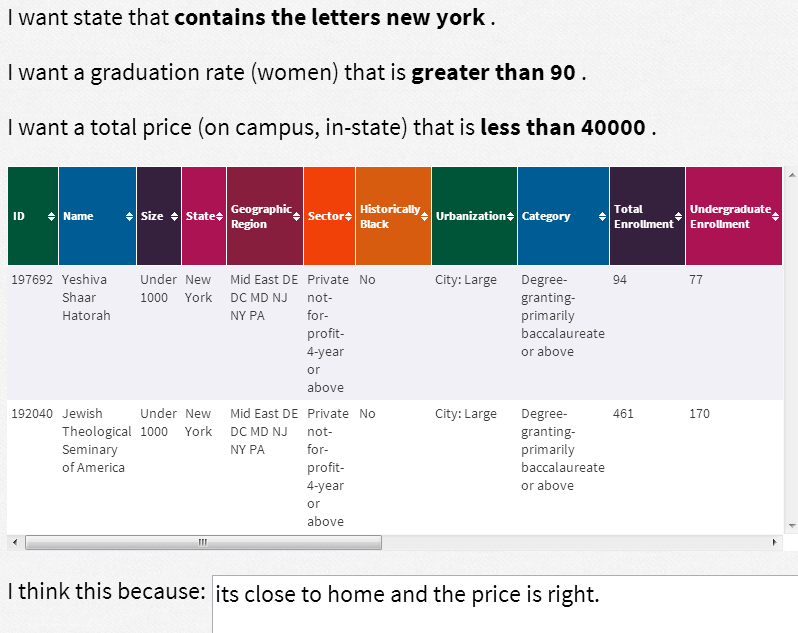 I want state that contains the letters new york .
I want a graduation rate (women) that is greater than 90 .
I want a total price (on campus, in-state) that is less than 40000 .
ID Name Size State Geographic Region Sector Historically Black Urbanization Category Total Enrollment Undergraduate Enrollment
197692 Yeshiva Under New Mid East DE Private No City: Large Degree- 94 77
Shaar 1000 York DC MD NJ not- granting-
Hatorah NY PA for- primarily
profit- baccalaureate
4-year or above
or
above
192040 Jewish Under New Mid East DE Private No City: Large Degree- 461 170
Theological 1000 York DC MD NJ not- granting-
Seminary NY PA for- primarily
of America profit- baccalaureate
4-year or above
or
above
I think this because: its close to home and the price is right.